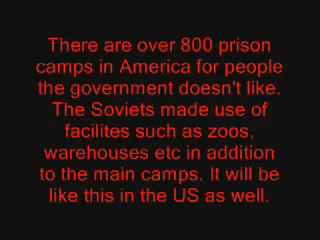 There are over 800 prison
camps in America for people
the government doesn't like.
The Soviets made use of
facilites such as zoos,
warehouses etc in addition
to the main camps. It will be
like this in the US as well.